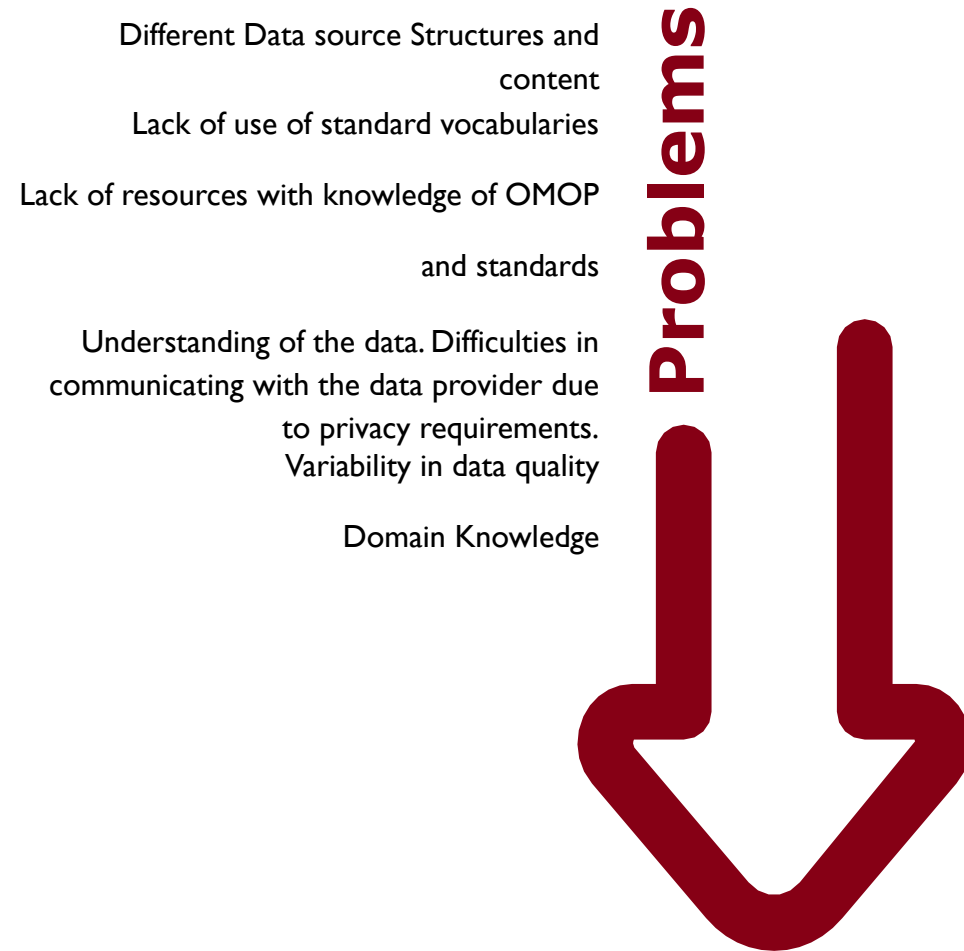 Different Data source Structures and
content
Lack of use of standard vocabularies
Lack of resources with knowledge of OMOP
and standards
Understanding of the data. Difficulties in
communicating with the data provider due
to privacy requirements.
Variability in data quality
Domain Knowledge
Problems